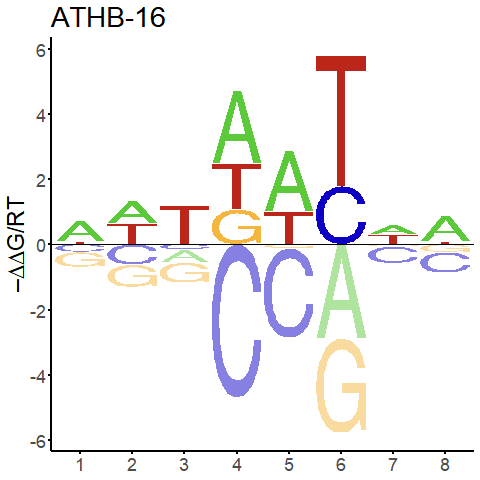 ATHB-16
−ΔΔG/RT
6
4
2
0
-2
-4
-6
A T C G
A T C G
T A G
A T G C
A T G C
T C A G
A T C
A T G C
1 2 3 4 5 6 7 8